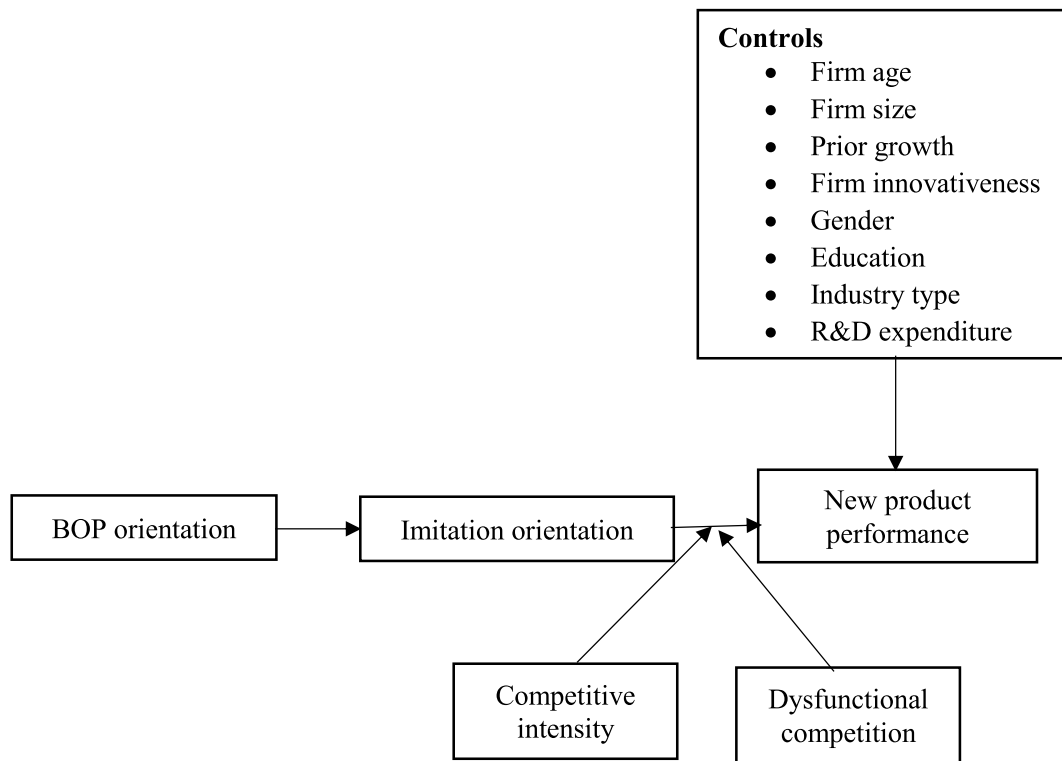 Controls
• Firm age
• Firm size
• Prior growth
• Firm innovativeness
• Gender
• Education
• Industry type
• R&D expenditure
BOP orientation
Imitation orientation
New product
performance
Competitive
intensity
Dysfunctional
competition